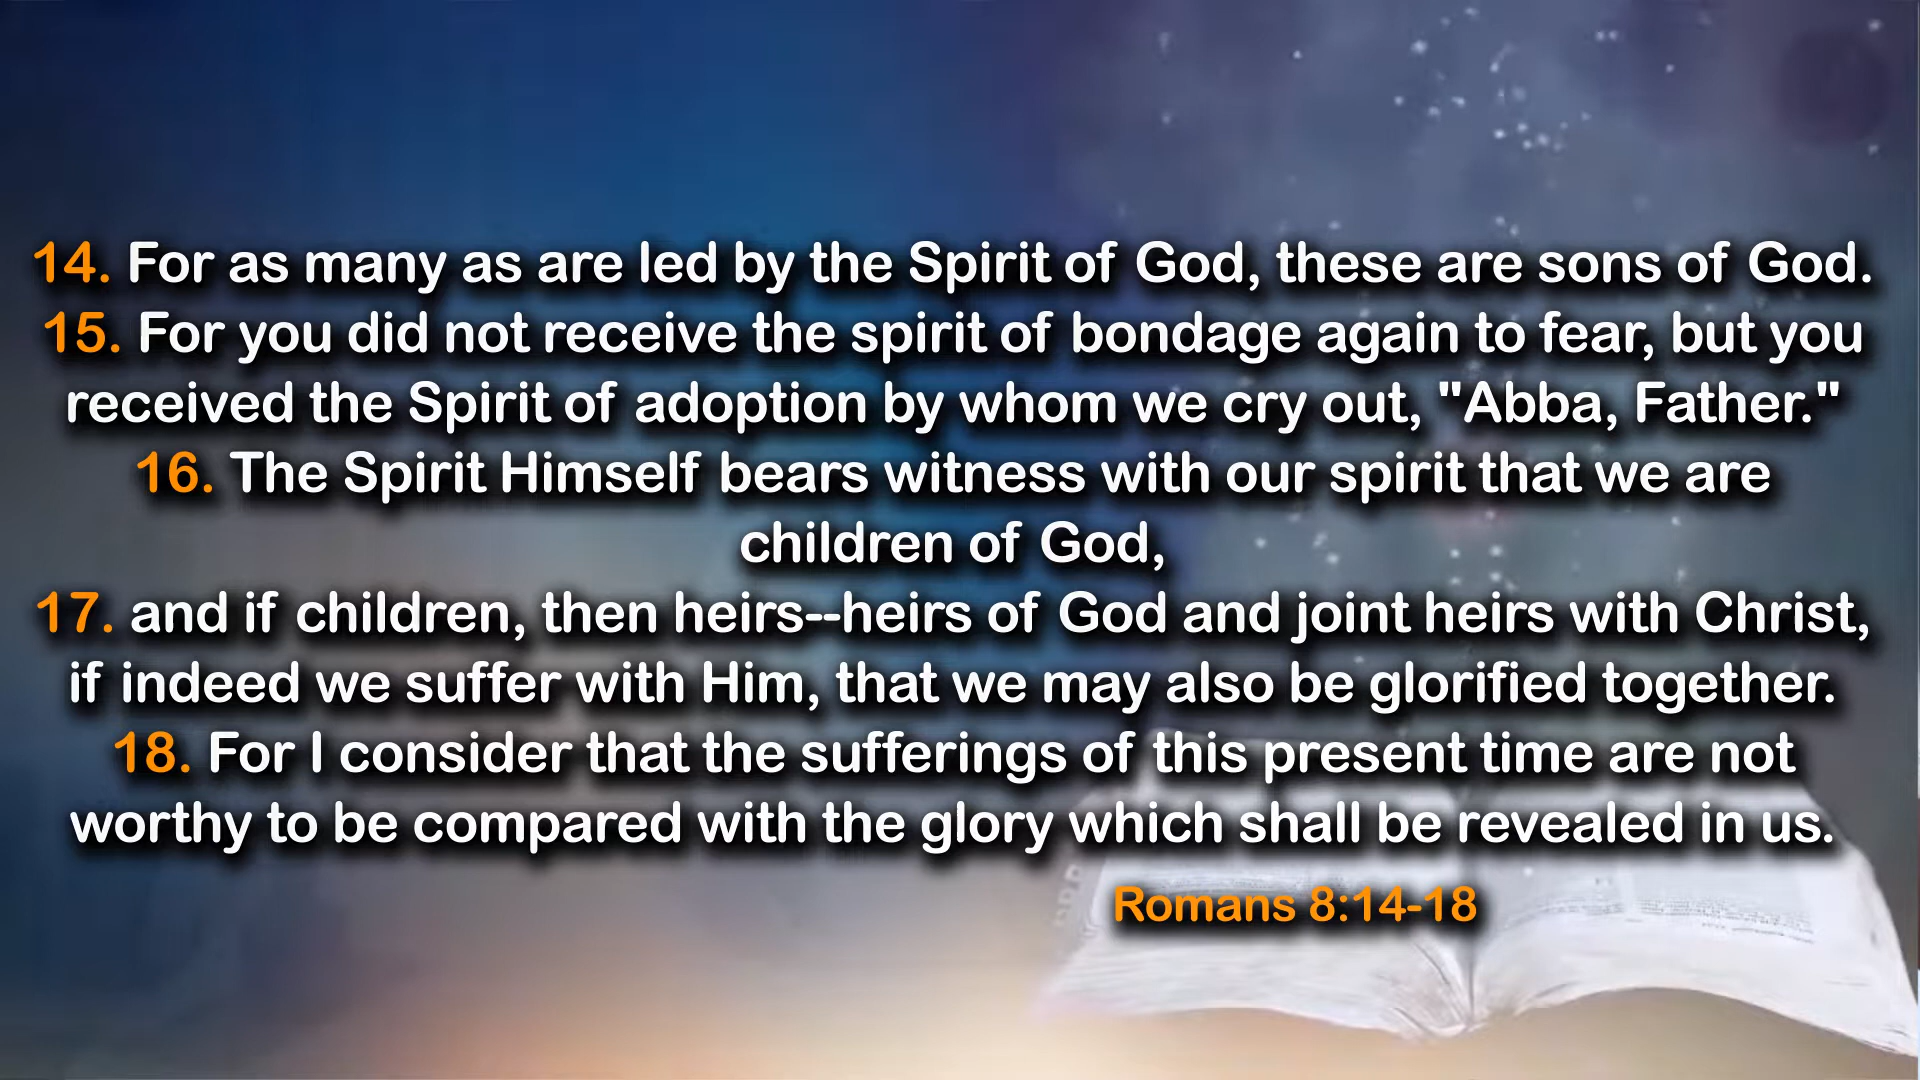 14. For as many as are led by the Spirit of God, these are sons of God.
15. For you did not receive the spirit of bondage again to fear, but you
received the Spirit of adoption by whom we cry out, "Abba, Father."
16. The Spirit Himself bears witness with our spirit that we are
children of God,
17. and if children, then heirs--heirs of God and joint heirs with Christ,
if indeed we suffer with Him, that we may also be glorified together.
18. For I consider that the sufferings of this present time are not
worthy to be compared with the glory which shall be revealed in us.
Romans 8:14-18